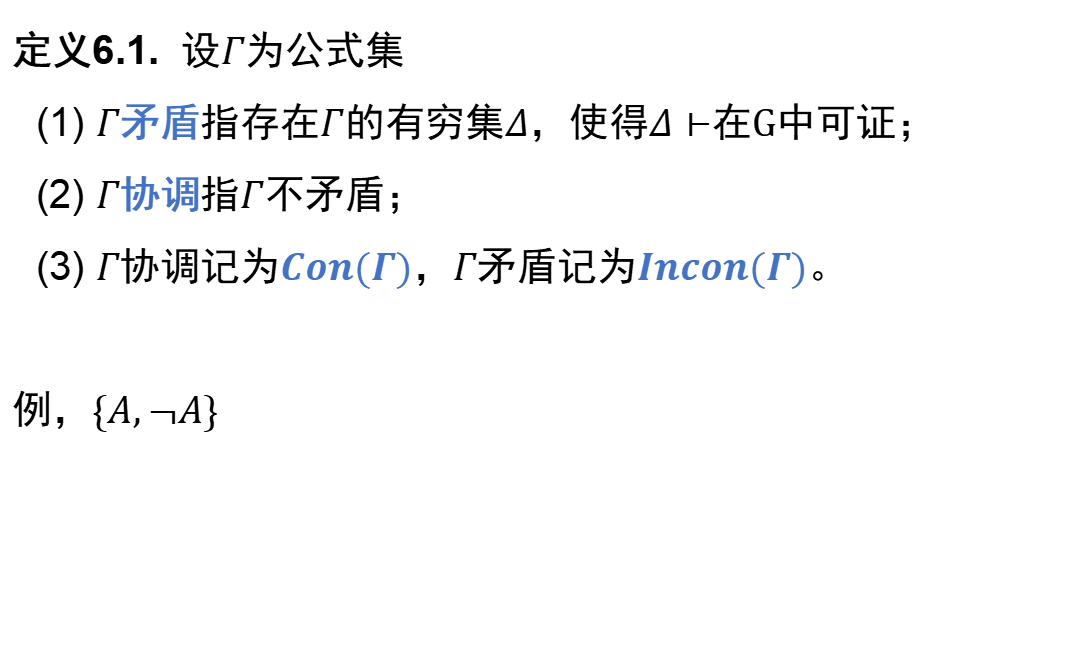 定义6.1. 设𝛤为公式集
(1) 𝛤矛盾指存在𝛤的有穷集𝛥，使得𝛥 ⊢在G中可证；
(2) 𝛤协调指𝛤不矛盾；
(3) 𝛤协调记为𝑪𝒐𝒏(𝜞)，𝛤矛盾记为𝑰𝒏𝒄𝒐𝒏(𝜞)。
例，{𝐴, ¬𝐴}